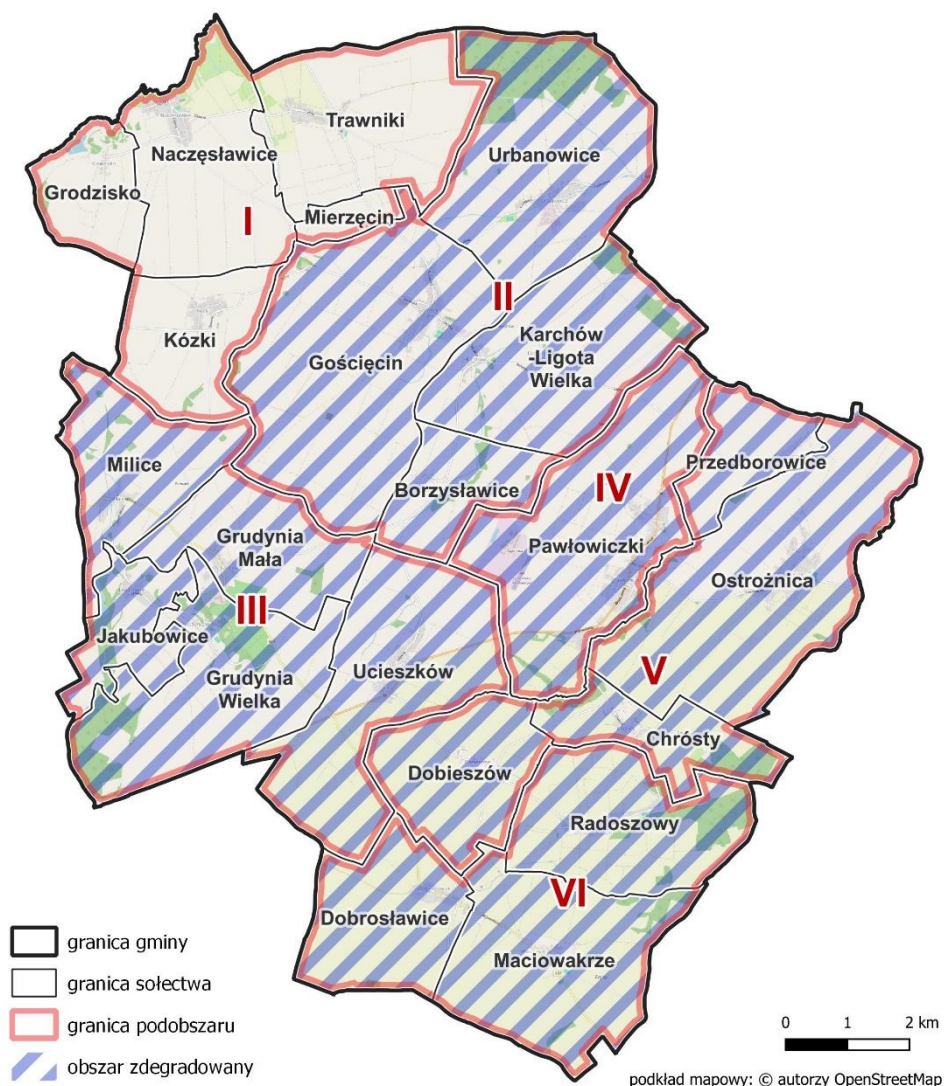 Trawniki
Naczęsławice
Urbanowice
Grodzisko
Mierzęcin
I
II
Kózki
Gościęcin
Karchów
-Ligota
Wielka
Milice
Przedborowice
Borzysławice
IV
Grudynia
Mała
Pawłowiczki
Ostrożnica
III
Jakubowice
Ucieszków
V
Grudynia
Wielka
Chrósty
Dobieszów
Radoszowy
VI
Dobrosławice
Maciowakrze
granica gminy
granica sołectwa
granica podobszaru
obszar zdegradowany
0 1 2 km
podkład mapowy: © autorzy OpenStreetMap